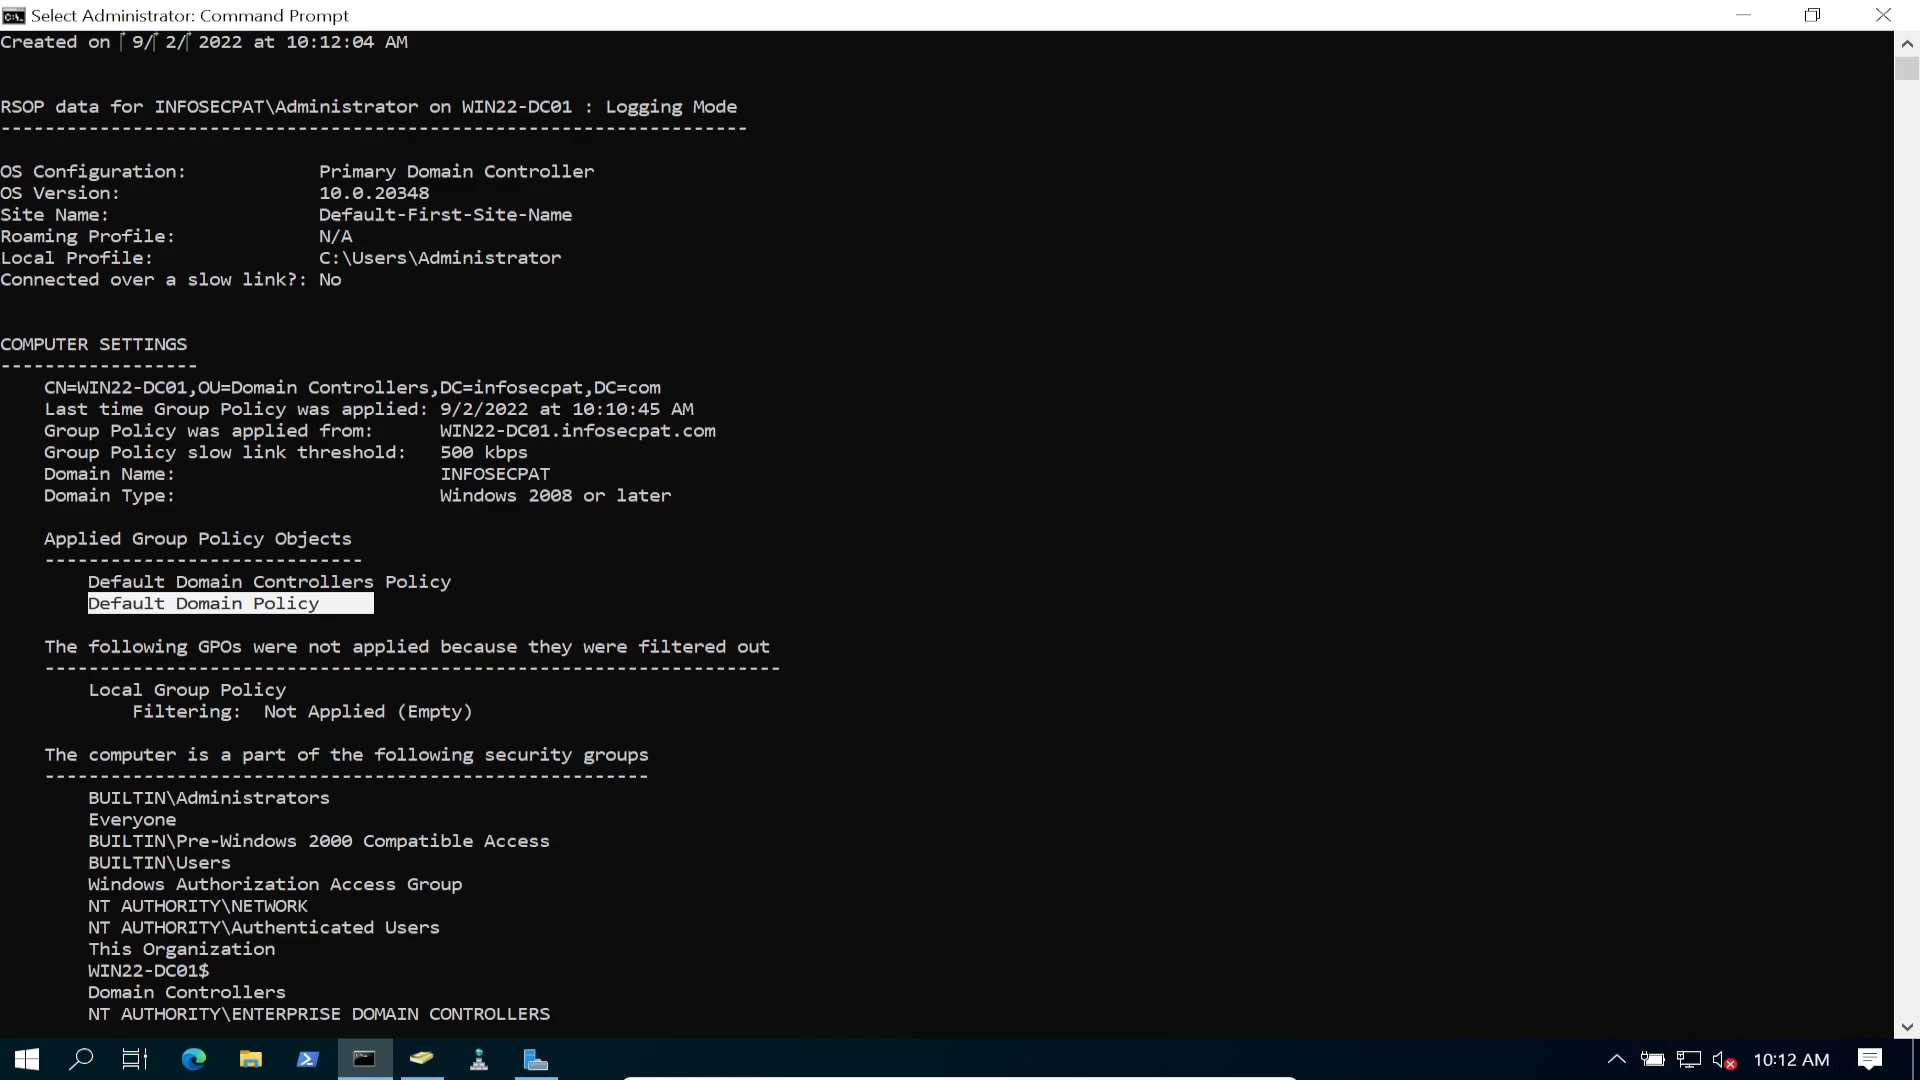 Select Administrator: Command Prompt
Created on 9/ 2/ 2022 at 10:12:04 AM
RSOP data for INFOSECPAT\Administrator on WIN22-DC01 : Logging Mode
--------------------------------------------------------------------
OS Configuration: Primary Domain Controller
OS Version: 10.0.20348
Site Name: Default-First-Site-Name
Roaming Profile: N/A
Local Profile: C:\Users\Administrator
Connected over a slow link?: No
COMPUTER SETTINGS
------------------
CN=WIN22-DC01,OU=Domain Controllers,DC=infosecpat,DC=com
Last time Group Policy was applied: 9/2/2022 at 10:10:45 AM
Group Policy was applied from: WIN22-DC01.infosecpat.com
Group Policy slow link threshold: 500 kbps
Domain Name: INFOSECPAT
Domain Type: Windows 2008 or later
Applied Group Policy Objects
-----------------------------
Default Domain Controllers Policy
Default Domain Policy
The following GPOs were not applied because they were filtered out
-------------------------------------------------------------------
Local Group Policy
Filtering: Not Applied (Empty)
The computer is a part of the following security groups
-------------------------------------------------------
BUILTIN\Administrators
Everyone
BUILTIN\Pre-Windows 2000 Compatible Access
BUILTIN\Users
Windows Authorization Access Group
NT AUTHORITY\NETWORK
NT AUTHORITY\Authenticated Users
This Organization
WIN22-DC01$
Domain Controllers
NT AUTHORITY\ENTERPRISE DOMAIN CONTROLLERS
10:12 AM